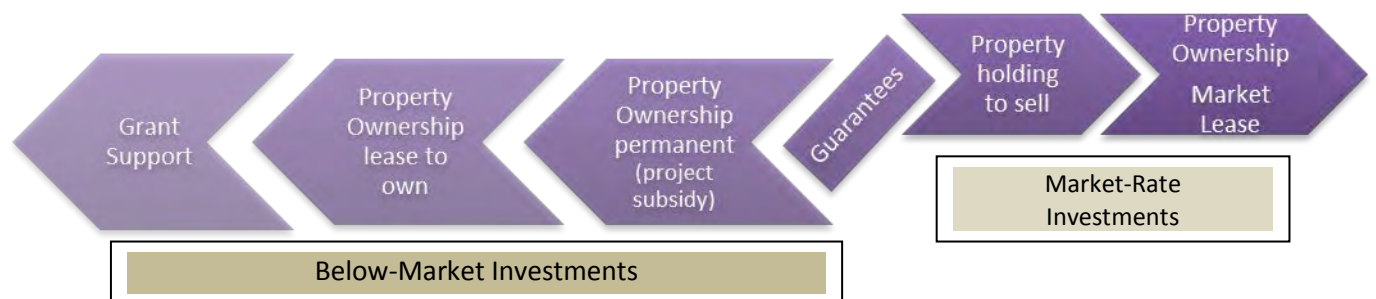 Grant
Support
Property
Ownership
lease to
own
Property
Ownership
permanent
(project
subsidy)
Guarantees
Property
holding
to sell
Property
Ownership
Market
Lease
Below-Market Investments
Market-Rate
Investments